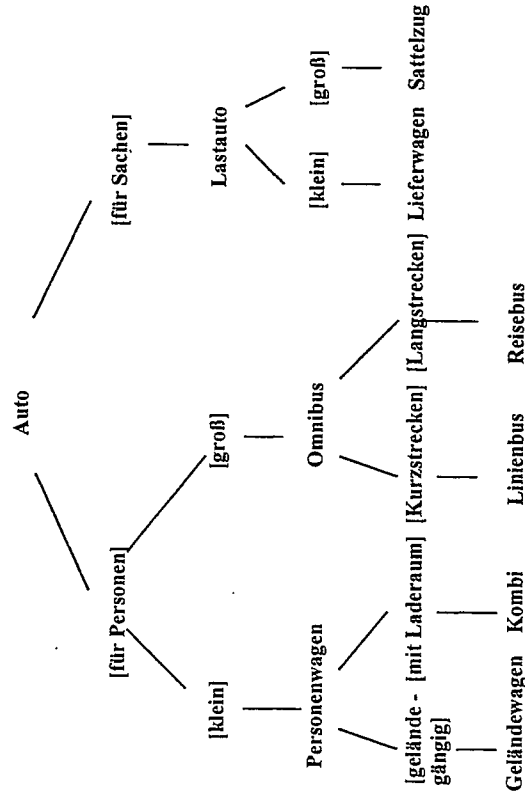 Auto
[für Personen] [für Sachen]
[klein] [groß] Lastauto
Personenwagen Omnibus [klein] [groß]
[gelände - [mit Laderaum] [Kurzstrecken] [Langstrecken] Lieferwagen Sattelzug
gängig]
Geländewagen Kombi Linienbus Reisebus